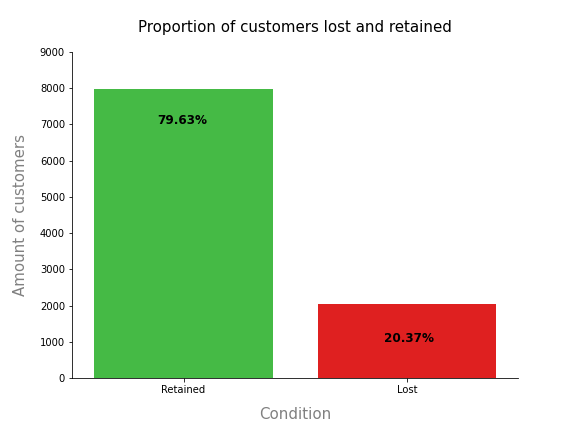 Proportion of customers lost and retained
9000
8000
7000
6000
5000
4000
3000
2000
1000
0
Amount of customers
79.63%
20.37%
Retained
Lost
Condition